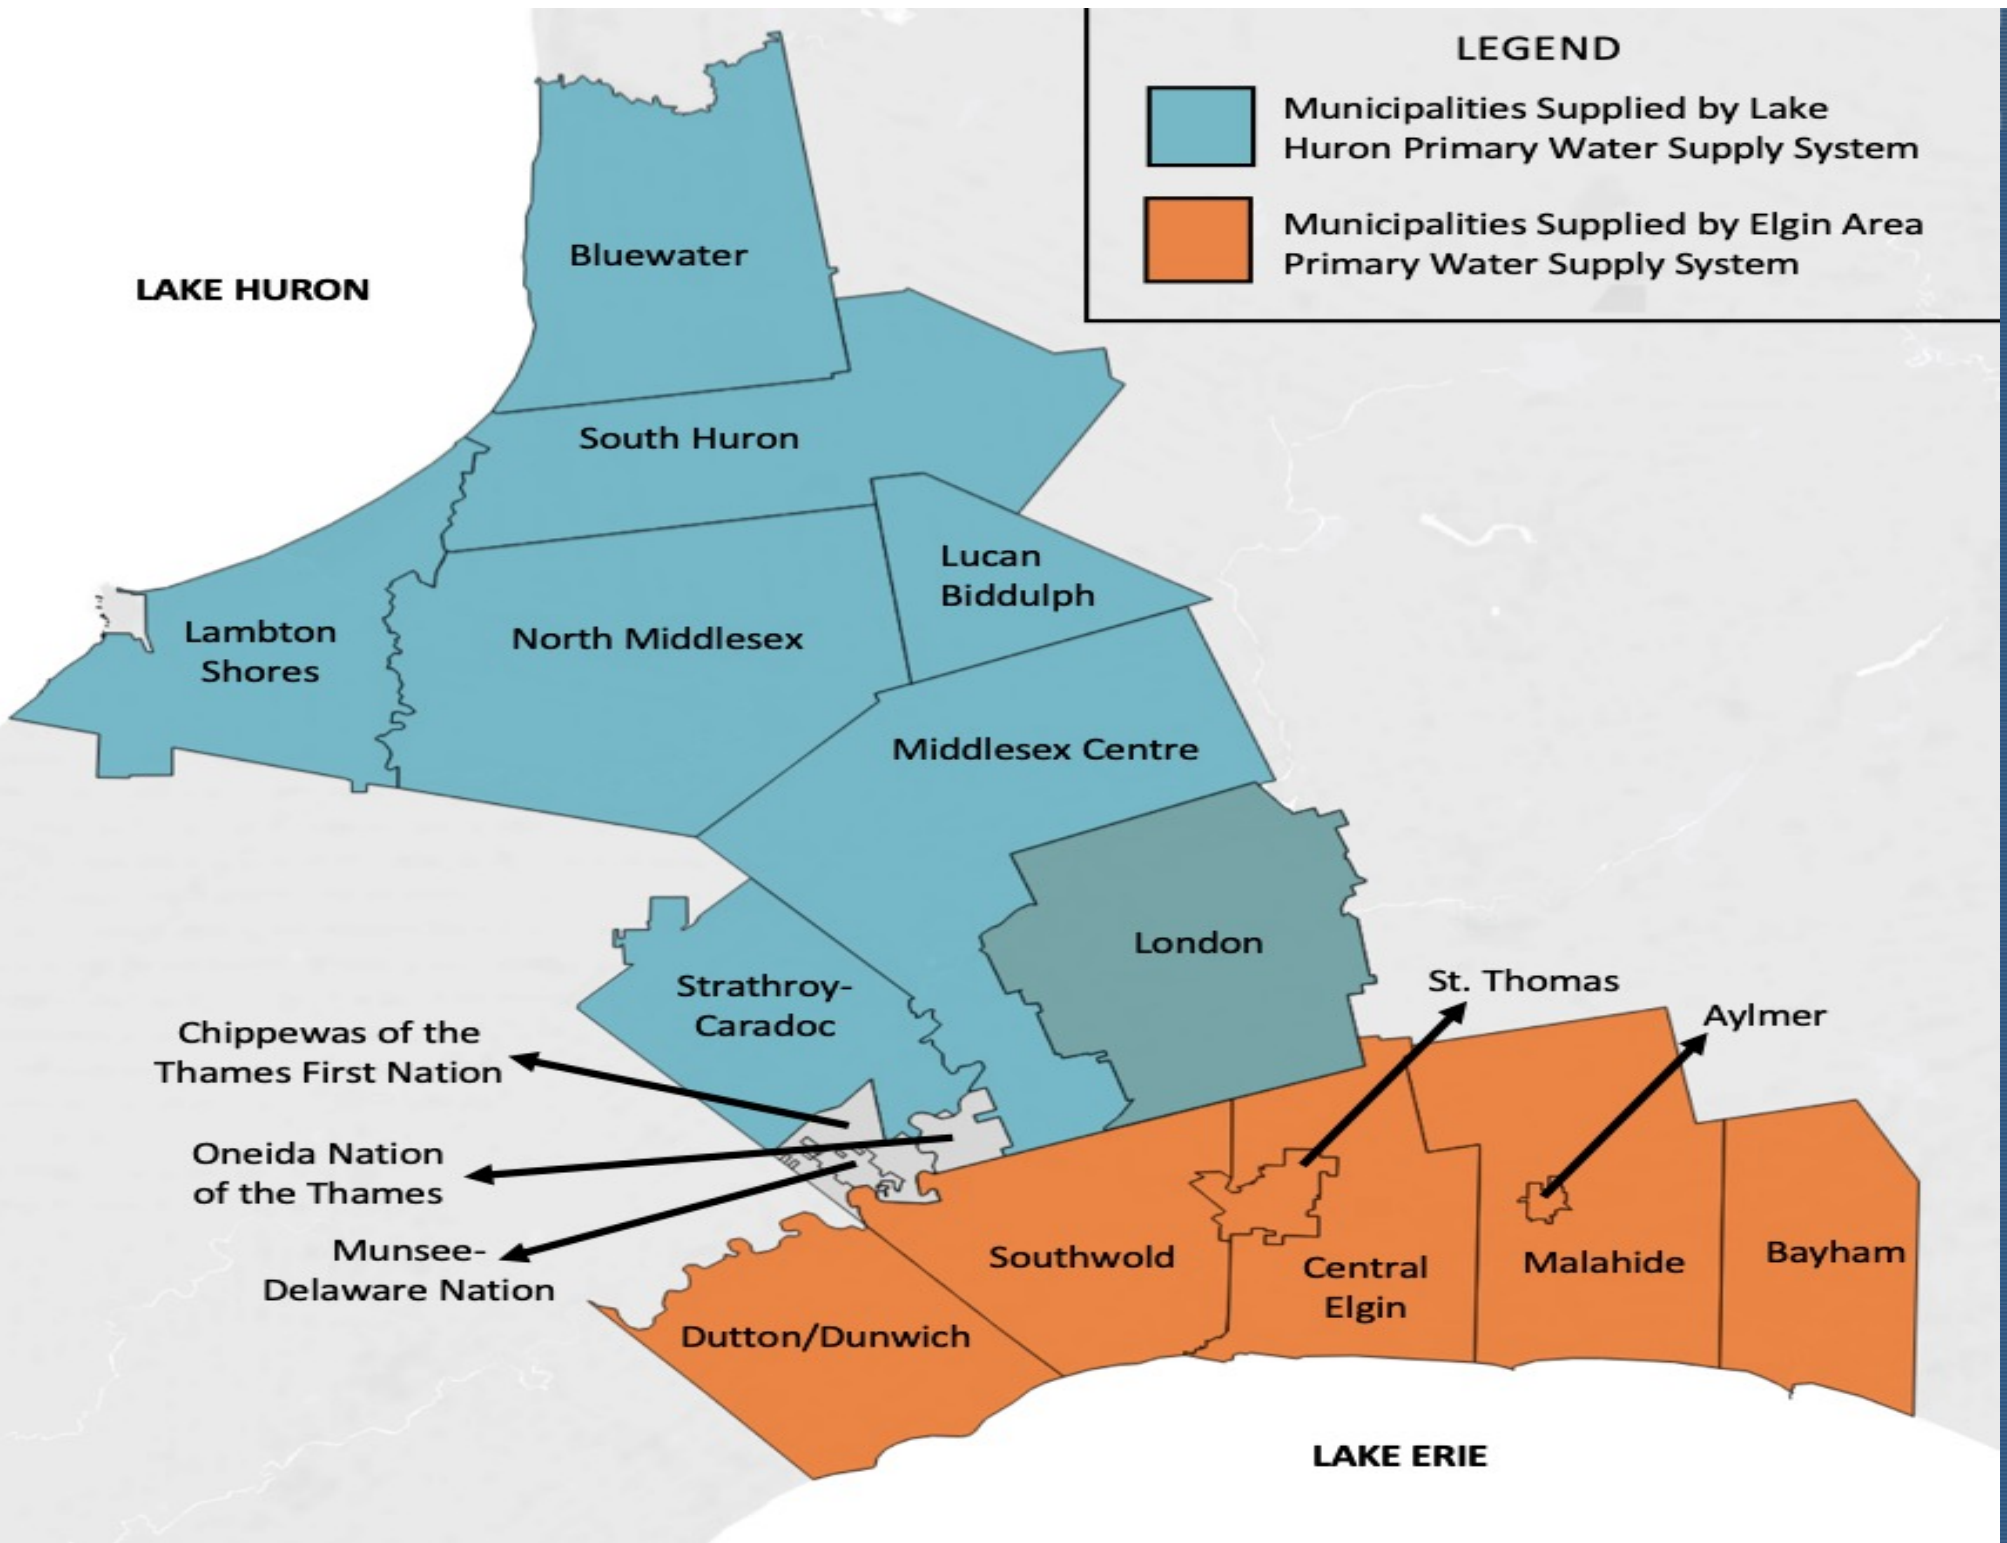 LEGEND
Municipalities Supplied by Lake
Huron Primary Water Supply System
Municipalities Supplied by Elgin Area
Primary Water Supply System
LAKE HURON
Bluewater
South Huron
Lucan
Biddulph
Lambton
Shores
North Middlesex
Middlesex Centre
London
Strathroy-
Caradoc
St. Thomas
Aylmer
Chippewas of the
Thames First Nation
Oneida Nation
of the Thames
Munsee-
Delaware Nation
Southwold
Central
Elgin
Malahide
Bayham
Dutton/Dunwich
LAKE ERIE